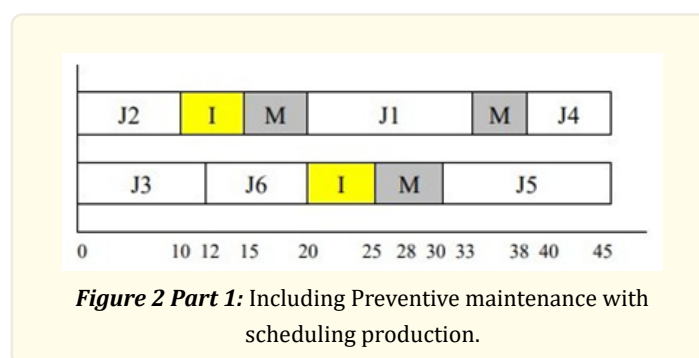 J2 I M J1 M J4
J3 J6 I M J5
0 10 12 15 20 25 28 30 33 38 40 45
Figure 2 Part 1: Including Preventive maintenance with
scheduling production.